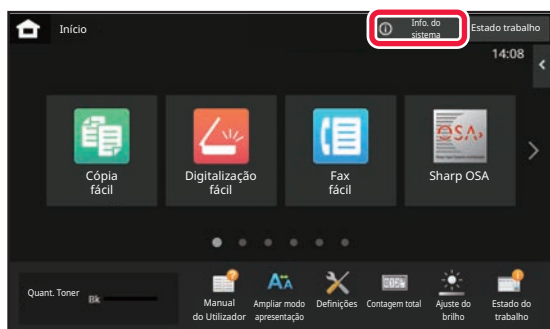 Início
Info. do
sistema
Estado trabalho
14:08
Cópia
fácil
Digitalização
fácil
Fax
fácil
OSA
Sharp OSA
Quant. Toner
Bk
Manual
do Utilizador
Ampliar modo
apresentação
Definições
Contagem total
Ajuste do
brilho
Estado do
trabalho